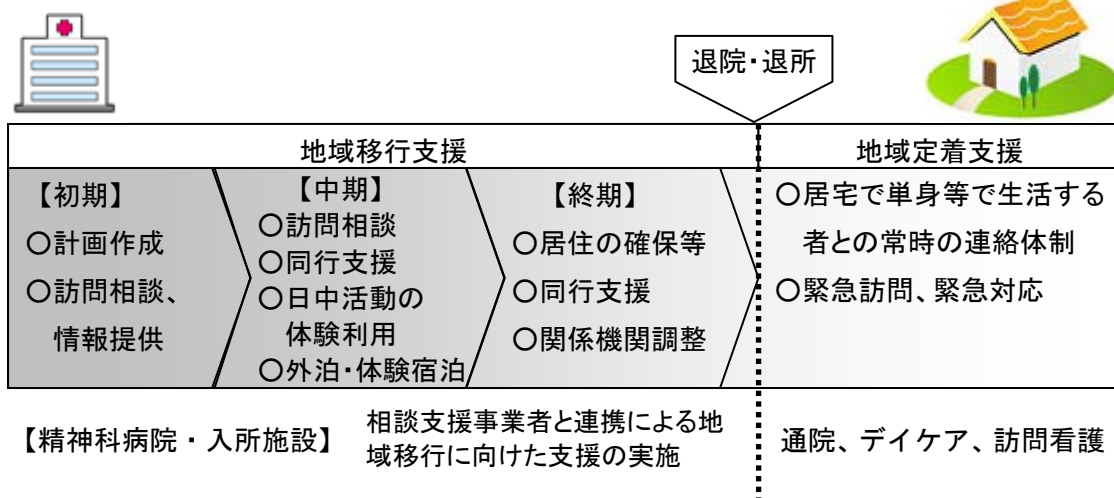 退院・退所
地域移行支援
地域定着支援
【初期】
○計画作成
○訪問相談、
情報提供
【中期】
○訪問相談
○同行支援
○日中活動の
体験利用
○外泊・体験宿泊
【終期】
○居住の確保等
○同行支援
○関係機関調整
○居宅で単身等で生活する
者との常時の連絡体制
○緊急訪問、緊急対応
【精神科病院・入所施設】
相談支援事業者と連携による地
域移行に向けた支援の実施
通院、デイケア、訪問看護